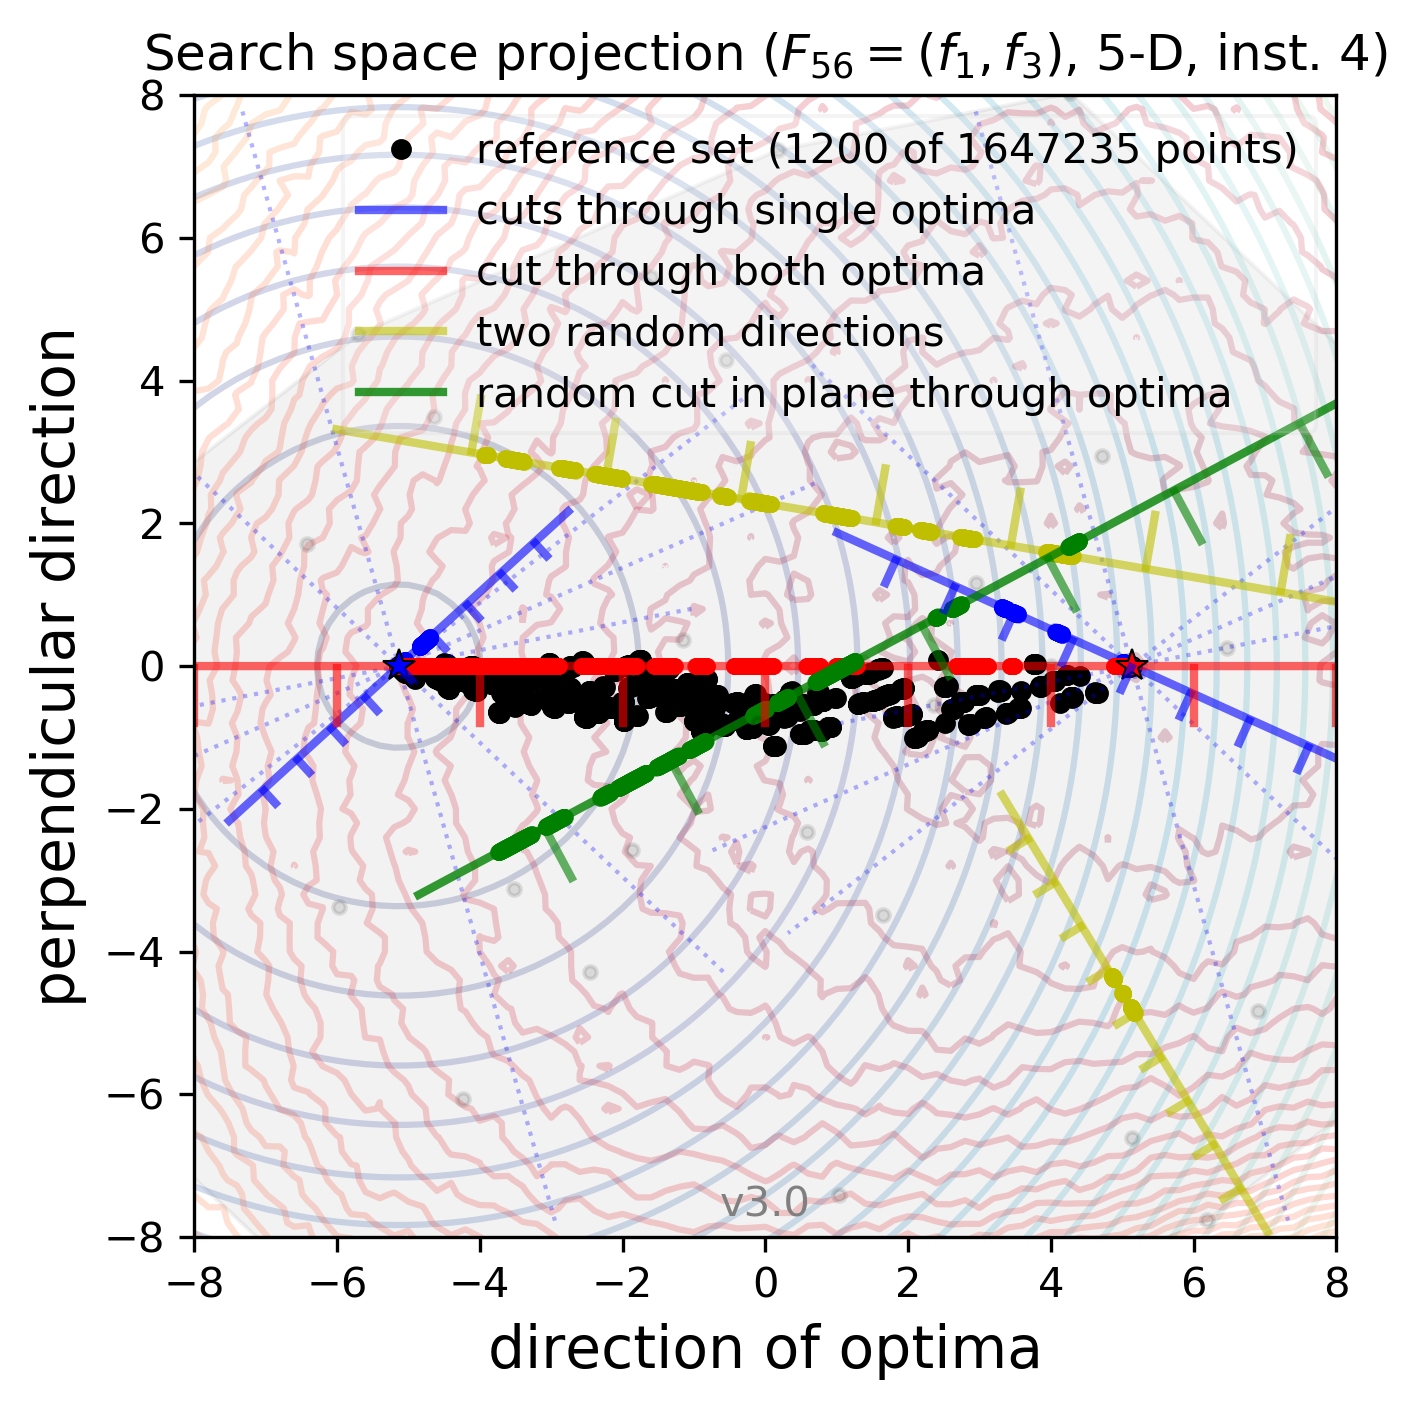 Search space projection (F56 = (f1, f3), 5-D, inst. 4)
reference set (1200 of 1647235 points)
cuts through single optima
cut through both optima
two random directions
random cut in plane through optima
8
6
4
2
0
−2
−4
−6
−8
perpendicular direction
v3.0
−8 −6 −4 −2 0 2 4 6 8
direction of optima